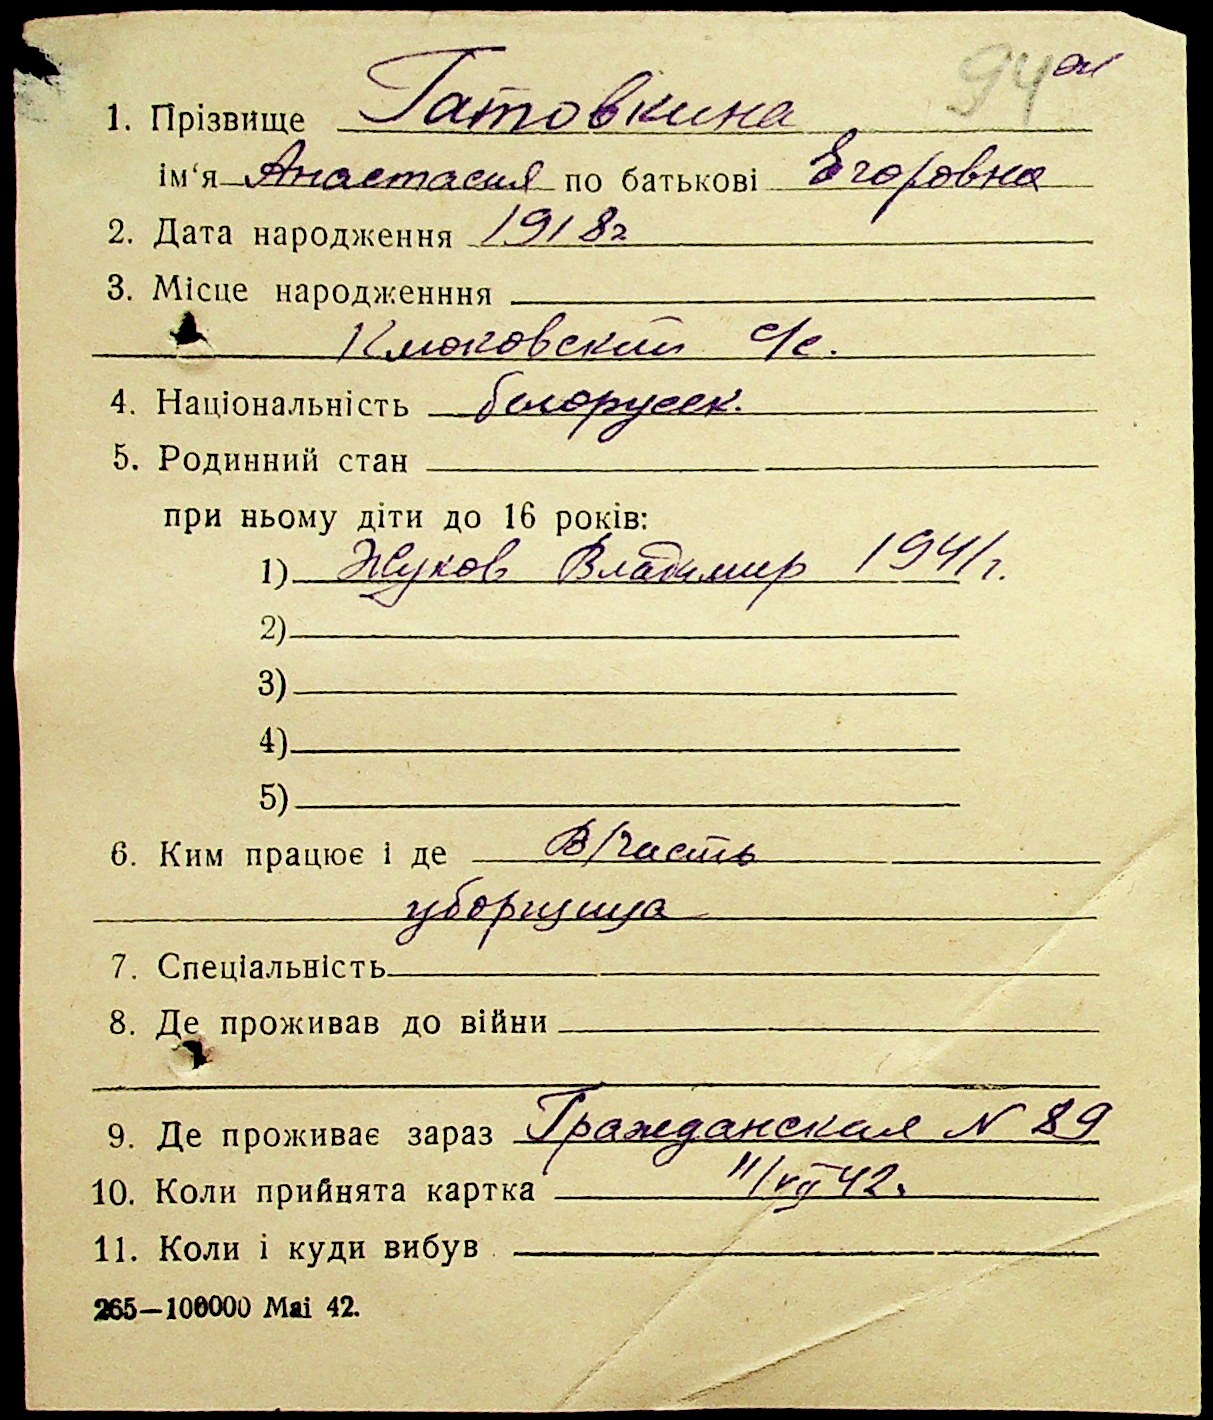 94
1. Прізвище Гатовкина
ім‘я Анастасия по батькові Егоровна
2. Дата народження 1918г
3. Місце народженння
с/с.
4. Національність белорусск.
5. Родинний стан
при ньому діти до 16 років:
1) Жуков Владимир 1941г.
2)
3)
4)
5)
6. Ким працює і де В/Часть
уборщица
7. Спеціальність
8. Де проживав до війни
9. Де проживає зараз Гражданская N 89
10. Коли прийнята картка 11/VII 42.
11. Коли і куди вибув
265—100000 Mai 42.